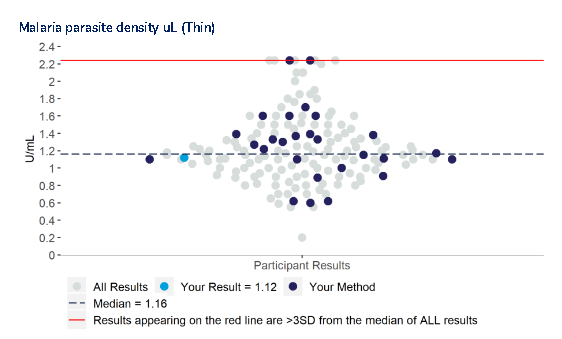 Malaria parasite density uL (Thin)
2.4
2.2
2
1.8
1.6
1.4
1.2
1
0.8
0.6
0.4
0.2
0
U/mL
Participant Results
All Results Your Result = 1.12 Your Method
Median = 1.16
Results appearing on the red line are >3SD from the median of ALL results